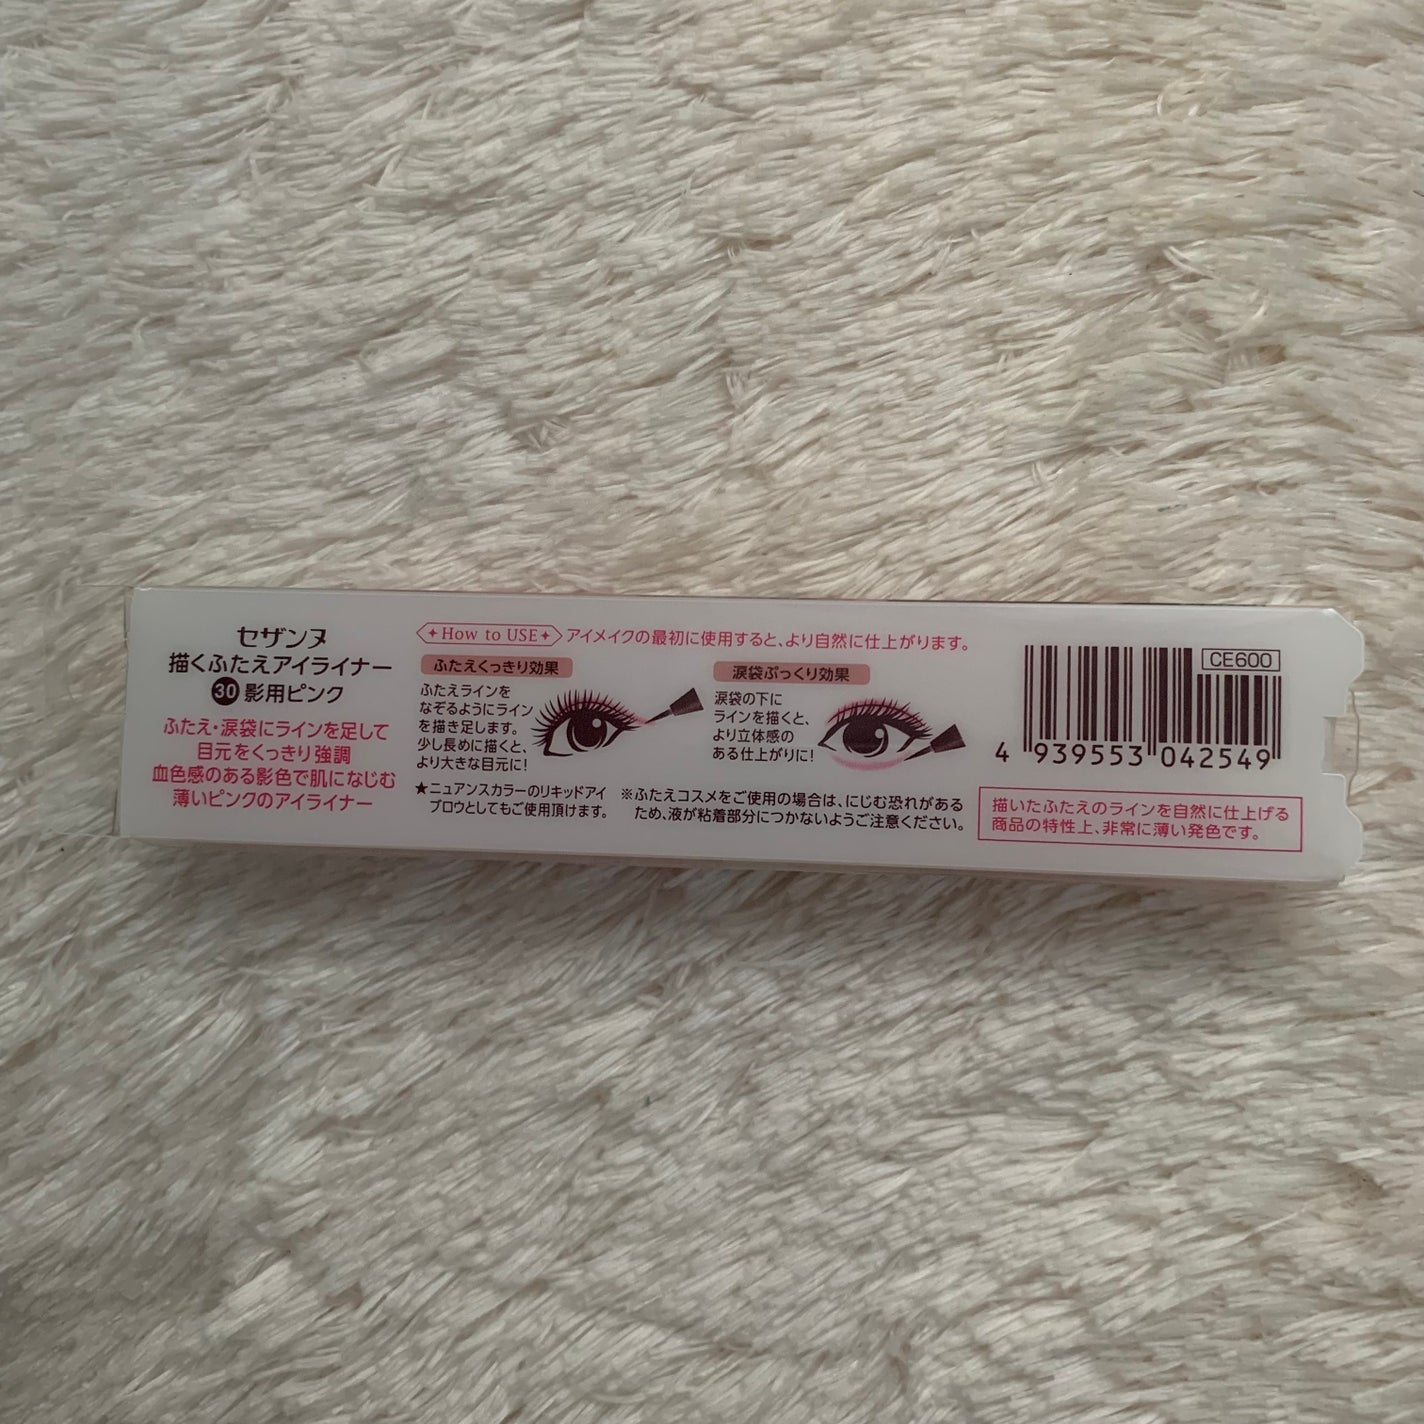 セザンヌ
描くふたえアイライナー
30 影用ピンク
ふたえ・涙袋にラインを足して
目元をくっきり強調
血色感のある影色で肌になじむ
薄いピンクのアイライナー
How to USE アイメイクの最初に使用すると、より自然に仕上がります。
ふたえくっきり効果
ふたえラインを
なぞるようにライン
を描き足します。
少し長めに描くと、
より大きな目元に!
涙袋ぷっくり効果
涙袋の下に
ラインを描くと、
より立体感の
ある仕上がりに!
★ニュアンスカラーのリキッドアイ
ブロウとしてもご使用頂けます。
※ふたえコスメをご使用の場合は、にじむ恐れがある
ため、液が粘着部分につかないようご注意ください。
CE600
4 939553 042549
描いたふたえのラインを自然に仕上げる
商品の特性上、非常に薄い発色です。